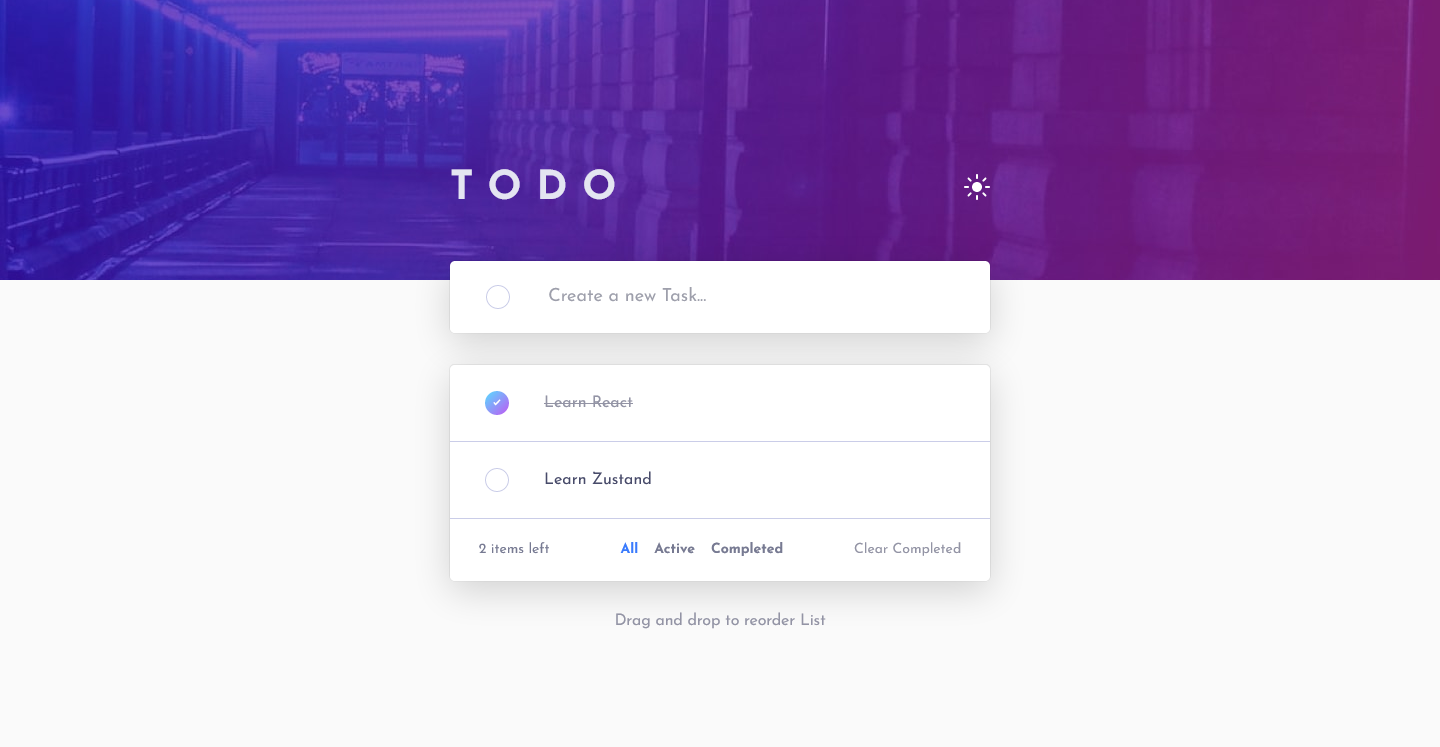 TODO
Create a new Task...
Learn React
Learn Zustand
2 items left All Active Completed Clear Completed
Drag and drop to reorder List